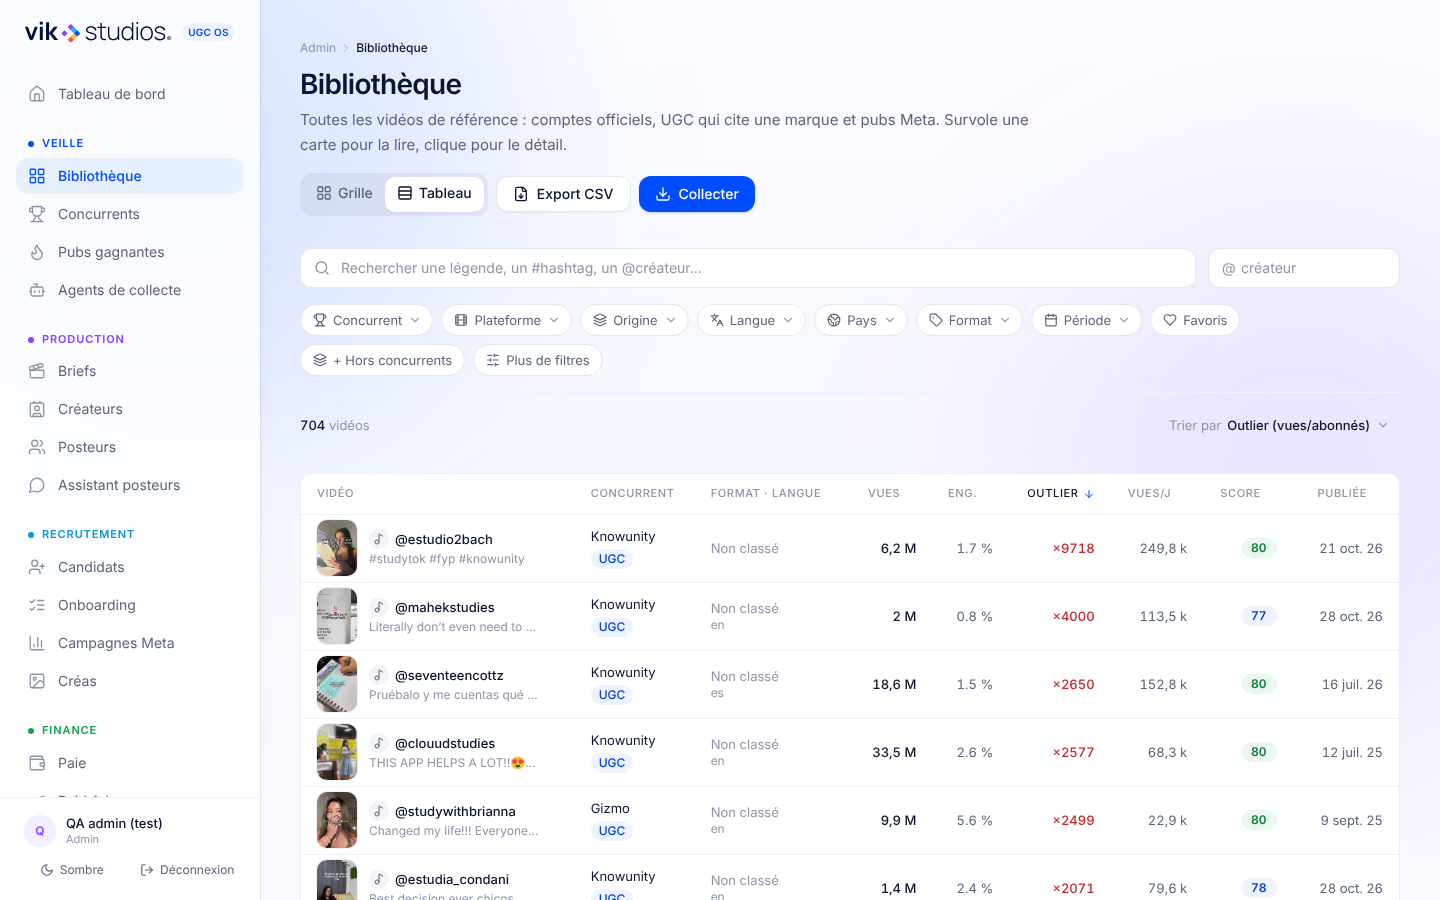 vik studios® UGC OS
Tableau de bord
VEILLE
Bibliothèque
Concurrents
Pubs gagnantes
Agents de collecte
PRODUCTION
Briefs
Créateurs
Posteurs
Assistant posteurs
RECRUTEMENT
Candidats
Onboarding
Campagnes Meta
Créas
FINANCE
Paie
Q
QA admin (test)
Admin
Sombre
Déconnexion
Admin > Bibliothèque
Bibliothèque
Toutes les vidéos de référence : comptes officiels, UGC qui cite une marque et pubs Meta. Survole une
carte pour la lire, clique pour le détail.
Grille
Tableau
Export CSV
Collecter
Rechercher une légende, un #hashtag, un @créateur...
@ créateur
Concurrent
Plateforme
Origine
Langue
Pays
Format
Période
Favoris
+ Hors concurrents
Plus de filtres
704 vidéos
Trier par Outlier (vues/abonnés)
VIDÉO CONCURRENT FORMAT · LANGUE VUES ENG. OUTLIER ↓ VUES/J SCORE PUBLIÉE
@estudio2bach
#studytok #fyp #knowunity
Knowunity
UGC
Non classé
6,2 M 1.7 % ×9718 249,8 k 80 21 oct. 26
@mahekstudies
Literally don't even need to ...
Knowunity
UGC
Non classé
en
2 M 0.8 % ×4000 113,5 k 77 28 oct. 26
@seventeencottz
Pruébalo y me cuentas qué ...
Knowunity
UGC
Non classé
es
18,6 M 1.5 % ×2650 152,8 k 80 16 juil. 26
@clouudstudies
THIS APP HELPS A LOT!!😍...
Knowunity
UGC
Non classé
en
33,5 M 2.6 % ×2577 68,3 k 80 12 juil. 25
@studywithbrianna
Changed my life!!! Everyone...
Gizmo
UGC
Non classé
en
9,9 M 5.6 % ×2499 22,9 k 80 9 sept. 25
@estudia_condani
Best decision ever chicos
Knowunity
UGC
Non classé
en
1,4 M 2.4 % ×2071 79,6 k 78 28 oct. 26